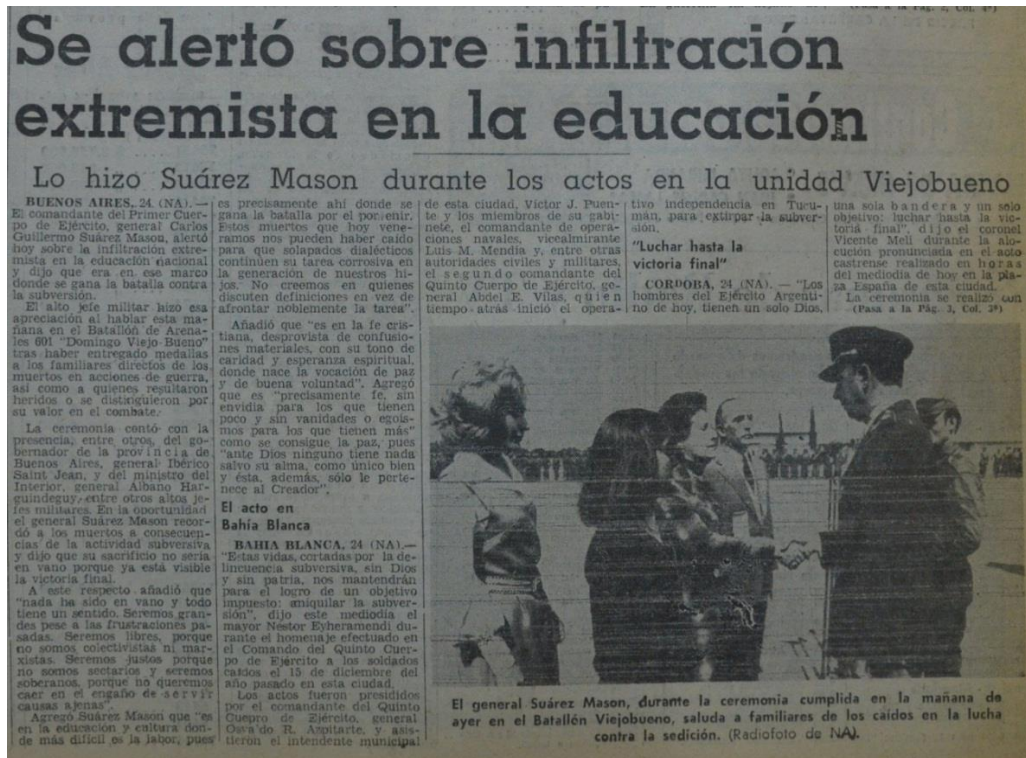 Se alertó sobre infiltración
extremista en la educación
Lo hizo Suárez Mason durante los actos en la unidad Viejobueno
BUENOS AIRES, 24 (NA).—
El comandante del Primer Cuer-
po de Ejército, general Carlos
Guillermo Suárez Mason, alertó
hoy sobre la infiltración extre-
mista en la educación nacional
y dijo que era en ese marco
donde se gana la batalla contra
la subversión.
El alto jefe militar hizo esa
apreciación al hablar esta ma-
ñana en el Batallón de Arena-
les 601 "Domingo Viejo Bueno"
tras haber entregado medallas
a los familiares directos de los
muertos en acciones de guerra,
así como a quienes resultaron
heridos o se distinguieron por
su valor en el combate.
La ceremonia contó con la
presencia, entre otros, del go-
bernador de la provincia de
Buenos Aires, general Ibérico
Saint Jean, y del ministro del
Interior, general Albano Har-
guindeguy, entre otros altos je-
fes militares. En la oportunidad
el general Suárez Mason recor-
dó a los muertos a consecuen-
cias de la actividad subversiva
y dijo que su sacrificio no sería
en vano porque ya está visible
la victoria final.
A este respecto añadió que
"nada ha sido en vano y todo
tiene un sentido. Seremos gran-
des pese a las frustraciones pa-
sadas. Seremos libres, porque
no somos colectivistas ni mar-
xistas. Seremos justos porque
no somos sectarios y seremos
soberanos, porque no queremos
caer en el engaño de servir
causas ajenas".
Agregó Suárez Mason que "es
en la educación y cultura don-
de más difícil es la labor, pues
es precisamente ahí donde se
gana la batalla por el porvenir.
Estos muertos que hoy vene-
ramos no pueden haber caído
para que solapados dialécticos
continúen su tarea corrosiva en
la generación de nuestros hi-
jos. No creemos en quienes
discuten definiciones en vez de
afrontar noblemente la tarea".
Añadió que "es en la fe cris-
tiana, desprovista de confusio-
nes materiales, con su tono de
caridad y esperanza espiritual,
donde nace la vocación de paz
y de buena voluntad". Agregó
que es "precisamente fe, sin
envidia para los que tienen
poco y sin vanidades o egoís-
mos para los que tienen más"
como se consigue la paz, pues
"ante Dios ninguno tiene nada
salvo su alma, como único bien
y ésta, además, sólo le perte-
nece al Creador".
El acto en
Bahía Blanca
BAHIA BLANCA, 24 (NA).—
"Estas vidas, cortadas por la de-
lincuencia subversiva, sin Dios
y sin patria, nos mantendrán
para el logro de un objetivo
impuesto: aniquilar la subver-
sión", dijo este mediodía el
mayor Nestor Eyheramendi du-
rante el homenaje efectuado en
el Comando del Quinto Cuer-
po de Ejército a los soldados
caídos el 15 de diciembre del
año pasado en esta ciudad.
Los actos fueron presididos
por el comandante del Quinto
Cuepro de Ejército, general
Osvaldo R. Azpitarte, y asis-
tieron el intendente municipal
de esta ciudad, Víctor J. Puen-
te y los miembros de su gabi-
nete, el comandante de opera-
ciones navales, vicealmirante
Luis M. Mendía y, entre otras
autoridades civiles y militares,
el segundo comandante del
Quinto Cuerpo de Ejército, ge-
neral Abdel E. Vilas, quien
tiempo atrás inició el opera-
tivo independencia en Tucu-
mán, para extirpar la subver-
sión.
"Luchar hasta la
victoria final"
CORDOBA, 24 (NA). — "Los
hombres del Ejército Argenti-
no de hoy, tienen un solo Dios,
una sola bandera y un solo
objetivo: luchar hasta la vic-
toria final", dijo el coronel
Vicente Meli durante la alo-
cución pronunciada en el acto
castrense realizado en horas
del mediodía de hoy en la pla-
za España de esta ciudad.
La ceremonia se realizó con
(Pasa a la Pág. 3, Col. 2ª)
El general Suárez Mason, durante la ceremonia cumplida en la mañana de
ayer en el Batallón Viejobueno, saluda a familiares de los caídos en la lucha
contra la sedición. (Radiofoto de NA).